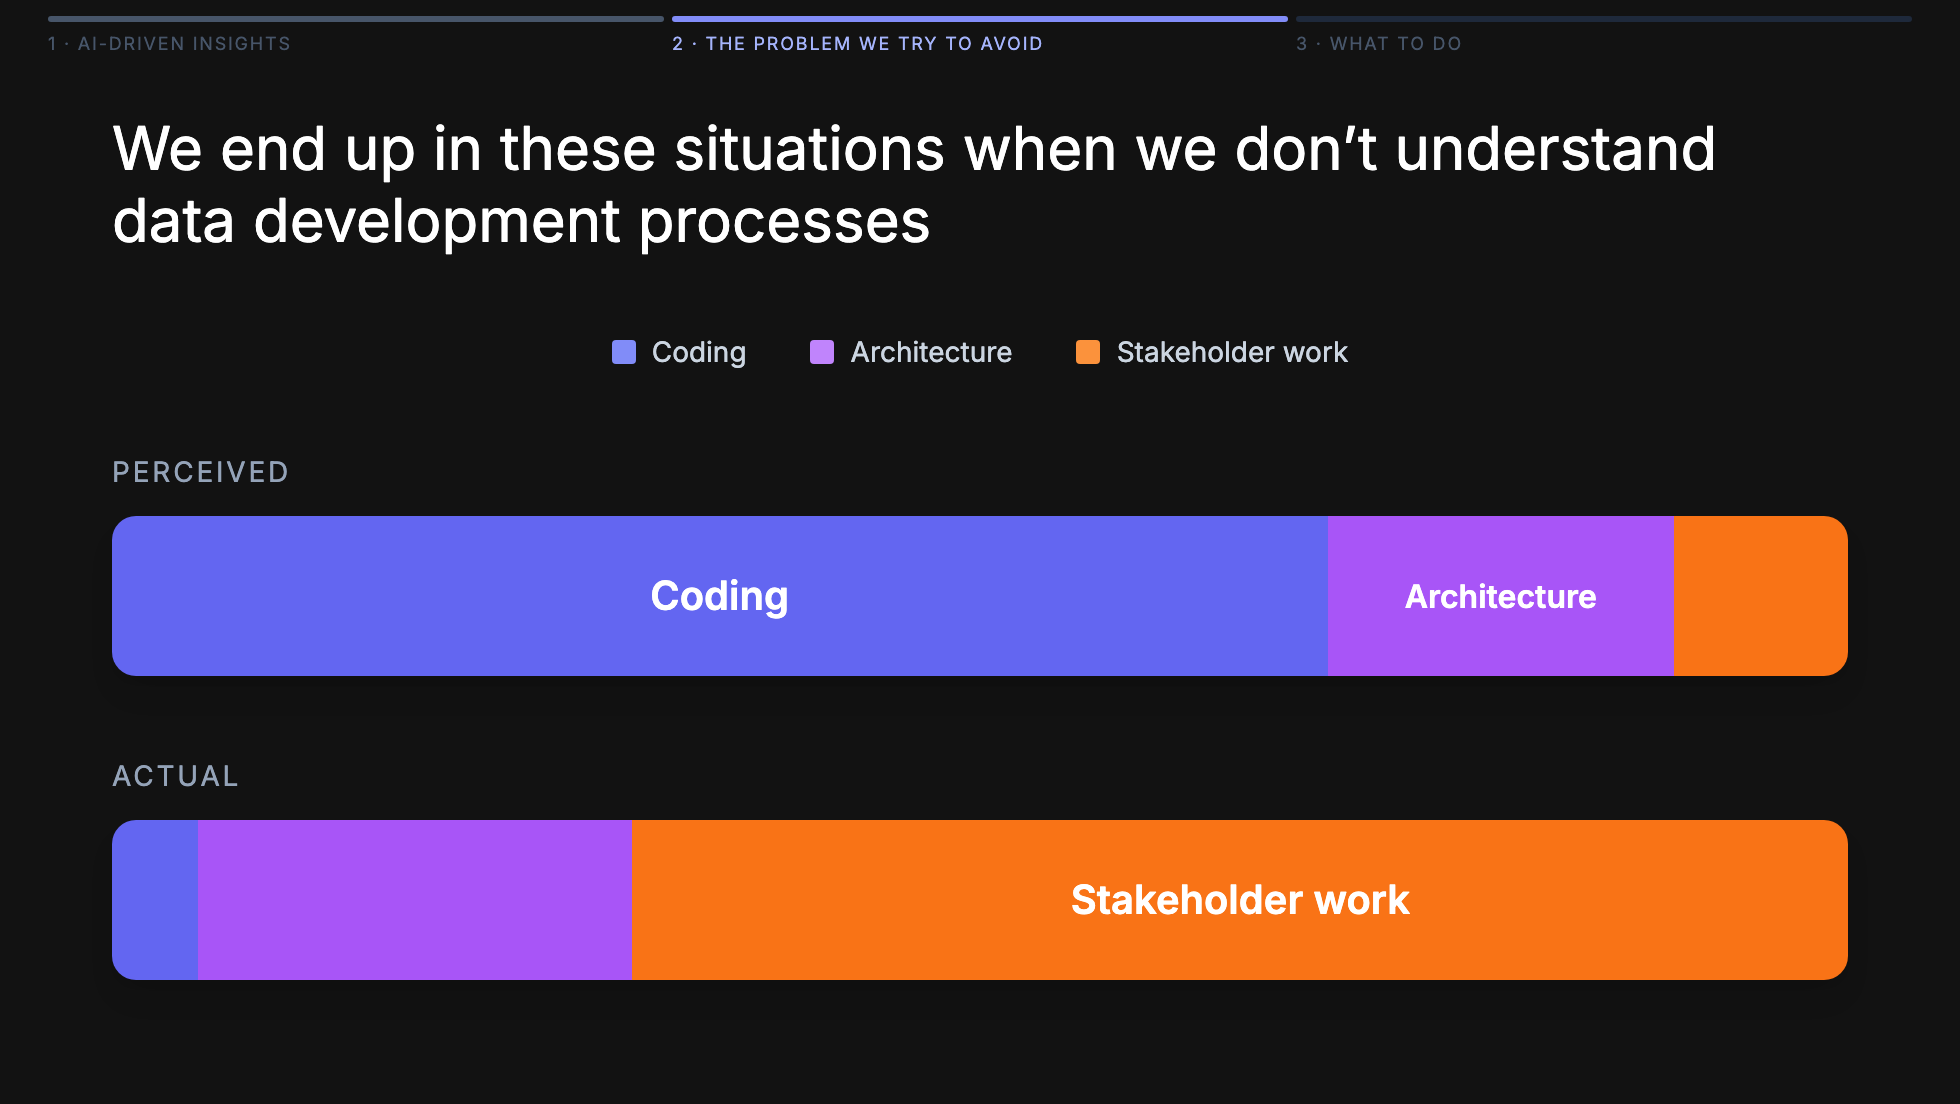 1 · AI-DRIVEN INSIGHTS
2 · THE PROBLEM WE TRY TO AVOID
3 · WHAT TO DO
We end up in these situations when we don’t understand
data development processes
Coding
Architecture
Stakeholder work
PERCEIVED
Coding
Architecture
ACTUAL
Stakeholder work